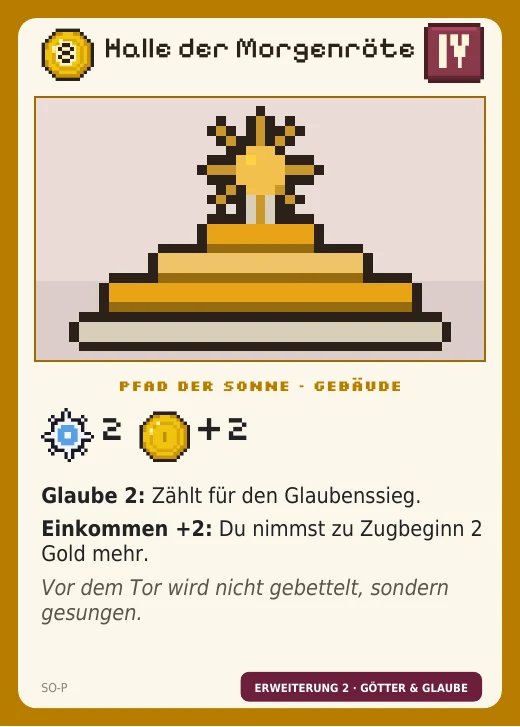 8 Halle der Morgenröte IV
PFAD DER SONNE - GEBÄUDE
2 +2
Glaube 2: Zählt für den Glaubenssieg.
Einkommen +2: Du nimmst zu Zugbeginn 2
Gold mehr.
Vor dem Tor wird nicht gebettelt, sondern
gesungen.
SO-P
ERWEITERUNG 2 · GÖTTER & GLAUBE